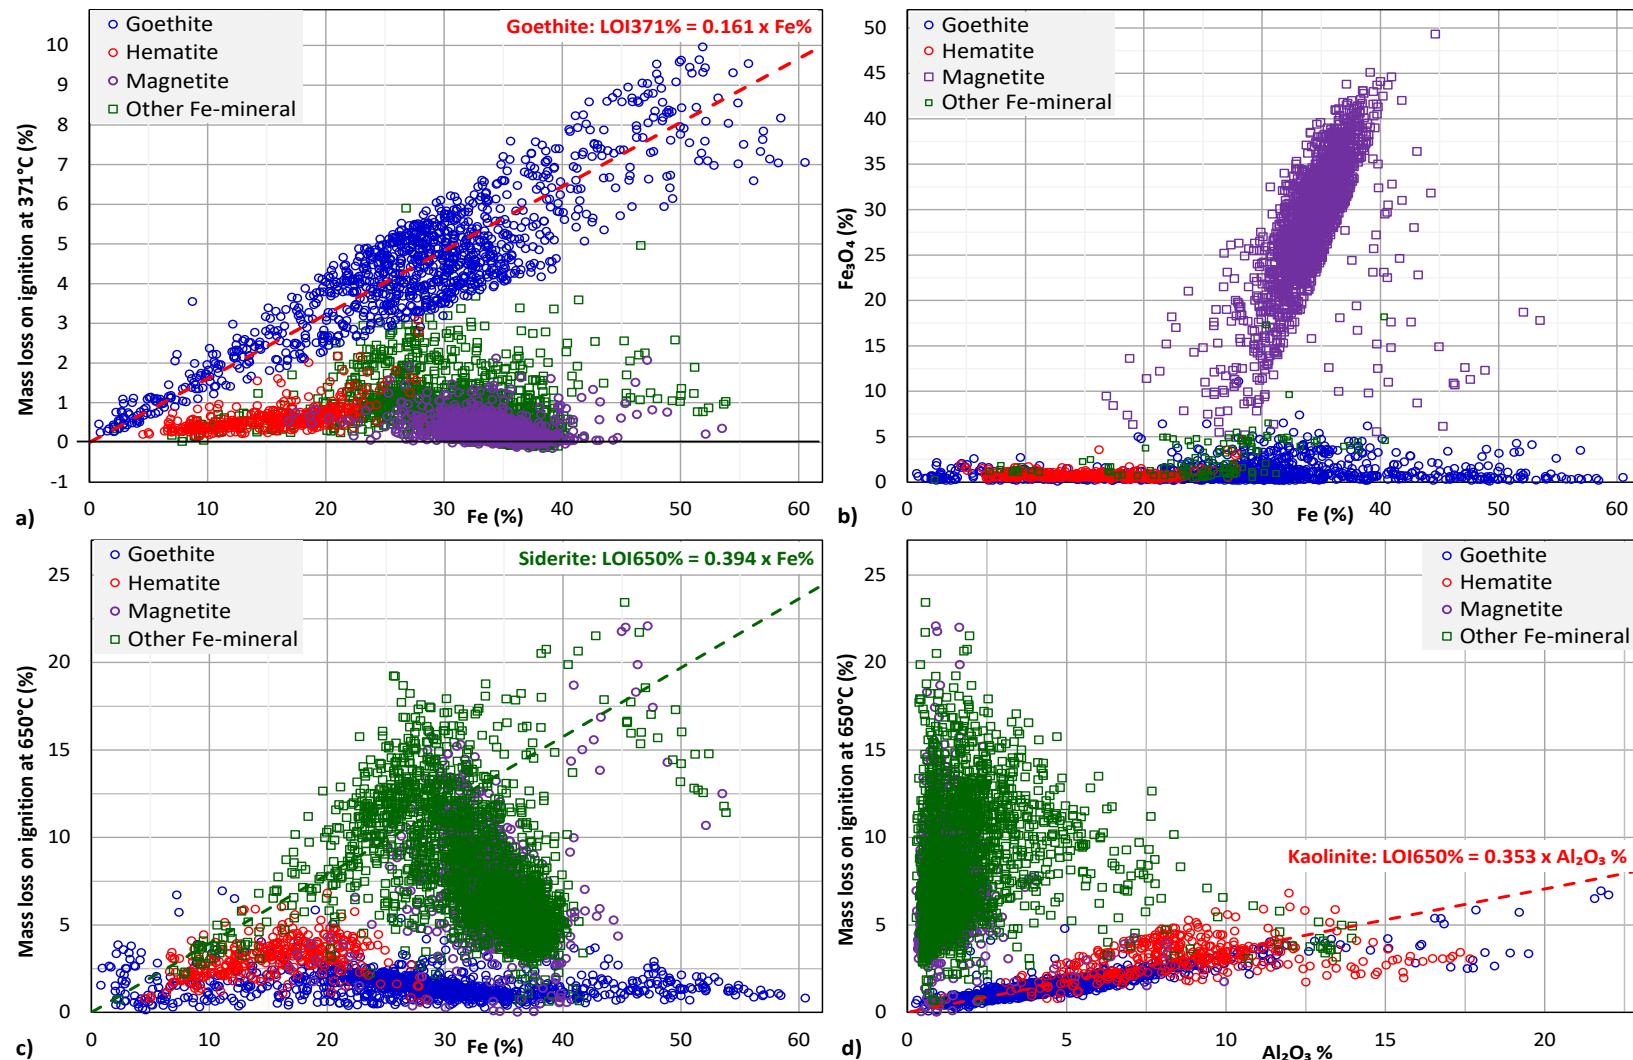 Goethite
Hematite
Magnetite
Other Fe-mineral
Goethite: LOI371% = 0.161 x Fe%
Mass loss on ignition at 371°C (%)
10
9
8
7
6
5
4
3
2
1
0
-1
0
10
20
30
40
50
60
Fe (%)
a)
Goethite
Hematite
Magnetite
Other Fe-mineral
Fe₃O₄ (%)
50
45
40
35
30
25
20
15
10
5
0
0
10
20
30
40
50
60
Fe (%)
b)
Goethite
Hematite
Magnetite
Other Fe-mineral
Siderite: LOI650% = 0.394 x Fe%
Mass loss on ignition at 650°C (%)
25
20
15
10
5
0
0
10
20
30
40
50
60
Fe (%)
c)
Goethite
Hematite
Magnetite
Other Fe-mineral
Kaolinite: LOI650% = 0.353 x Al₂O₃ %
Mass loss on ignition at 650°C (%)
25
20
15
10
5
0
0
5
10
15
20
Al₂O₃ %
d)